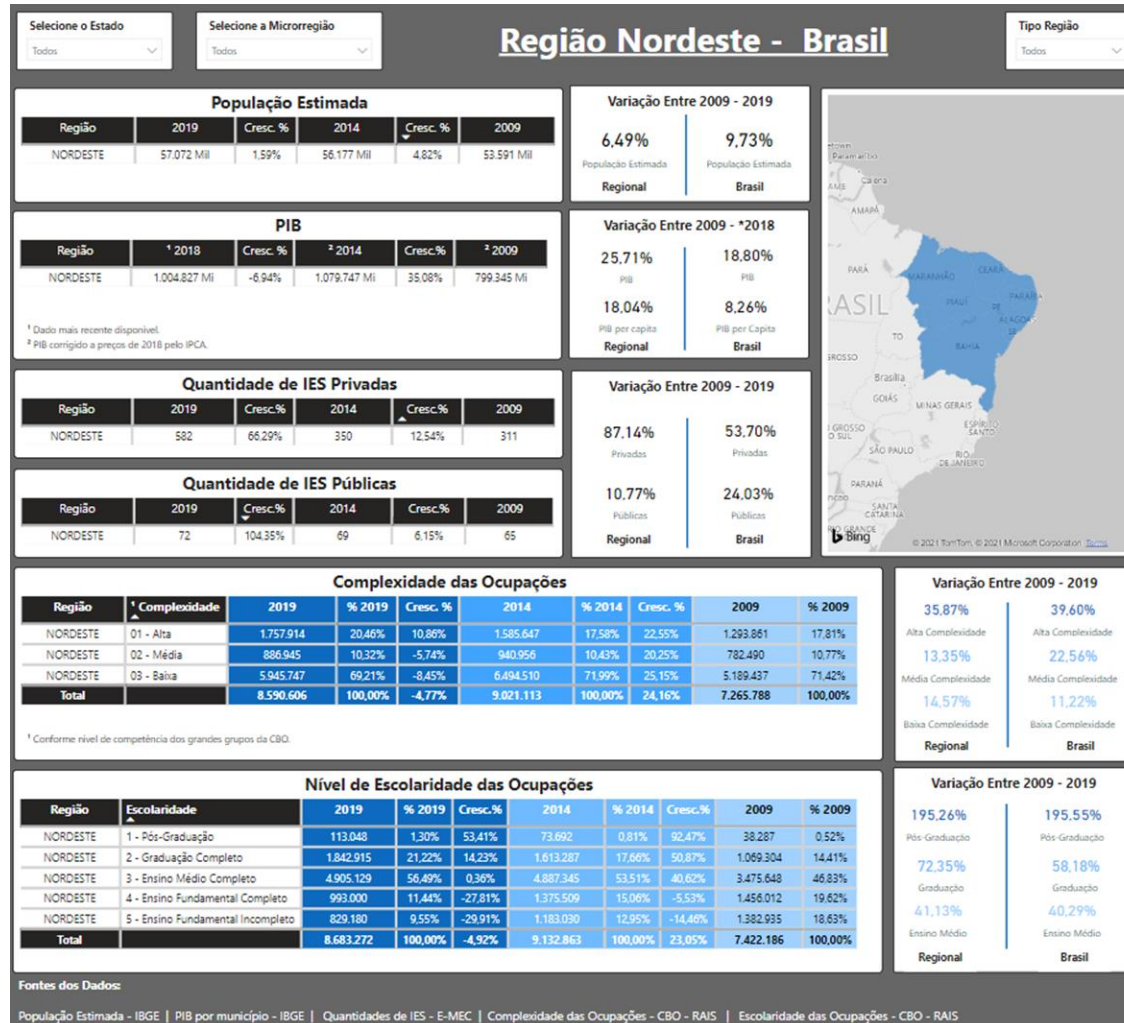 Selecione o Estado
Todos
Selecione a Microrregião
Todos
Região Nordeste - Brasil
Tipo Região
Todos
População Estimada
Região 2019 Cresc. % 2014 Cresc. % 2009
NORDESTE 57.072 Mil 1,59% 56.177 Mil 4,82% 53.591 Mil
Variação Entre 2009 - 2019
6,49% 9,73%
População Estimada População Estimada
Regional Brasil
PIB
Região ¹ 2018 Cresc. % ² 2014 Cresc.% ² 2009
NORDESTE 1.004.827 Mi -6,94% 1.079.747 Mi 35,08% 799.345 Mi
¹ Dado mais recente disponível.
² PIB corrigido a preços de 2018 pelo IPCA.
Variação Entre 2009 - *2018
25,71% 18,80%
PIB PIB
18,04% 8,26%
PIB per capita PIB per Capita
Regional Brasil
Quantidade de IES Privadas
Região 2019 Cresc.% 2014 Cresc.% 2009
NORDESTE 582 66,29% 350 12,54% 311
Quantidade de IES Públicas
Região 2019 Cresc.% 2014 Cresc.% 2009
NORDESTE 72 104,35% 69 6,15% 65
Variação Entre 2009 - 2019
87,14% 53,70%
Privadas Privadas
10,77% 24,03%
Públicas Públicas
Regional Brasil
Paramaribo
AMAPÁ
PARÁ
MARANHÃO CEARÁ
PIAUÍ PARAÍBA
ALAGOAS
TO
BAHIA
Brasília
GOIÁS
MINAS GERAIS
ESPÍRITO
SANTO
SÃO PAULO
RIO
DE JANEIRO
PARANÁ
SANTA
CATARINA
Bing
© 2021 TomTom, © 2021 Microsoft Corporation Terms
Complexidade das Ocupações
Região ¹ Complexidade 2019 % 2019 Cresc. % 2014 % 2014 Cresc. % 2009 % 2009
NORDESTE 01 - Alta 1.757.914 20,46% 10,86% 1.585.647 17,58% 22,55% 1.293.861 17,81%
NORDESTE 02 - Média 886.945 10,32% -5,74% 940.956 10,43% 20,25% 782.490 10,77%
NORDESTE 03 - Baixa 5.945.747 69,21% -8,45% 6.494.510 71,99% 25,15% 5.189.437 71,42%
Total 8.590.606 100,00% -4,77% 9.021.113 100,00% 24,16% 7.265.788 100,00%
¹ Conforme nível de competência dos grandes grupos da CBO.
Variação Entre 2009 - 2019
35,87% 39,60%
Alta Complexidade Alta Complexidade
13,35% 22,56%
Média Complexidade Média Complexidade
14,57% 11,22%
Baixa Complexidade Baixa Complexidade
Regional Brasil
Nível de Escolaridade das Ocupações
Região Escolaridade 2019 % 2019 Cresc.% 2014 % 2014 Cresc.% 2009 % 2009
NORDESTE 1 - Pós-Graduação 113.048 1,30% 53,41% 73.692 0,81% 92,47% 38.287 0,52%
NORDESTE 2 - Graduação Completo 1.842.915 21,22% 14,23% 1.613.287 17,66% 50,87% 1.069.304 14,41%
NORDESTE 3 - Ensino Médio Completo 4.905.129 56,49% 0,36% 4.887.345 53,51% 40,62% 3.475.648 46,83%
NORDESTE 4 - Ensino Fundamental Completo 993.000 11,44% -27,81% 1.375.509 15,06% -5,53% 1.456.012 19,62%
NORDESTE 5 - Ensino Fundamental Incompleto 829.180 9,55% -29,91% 1.183.030 12,95% -14,46% 1.382.935 18,63%
Total 8.683.272 100,00% -4,92% 9.132.863 100,00% 23,05% 7.422.186 100,00%
Variação Entre 2009 - 2019
195,26% 195,55%
Pós-Graduação Pós-Graduação
72,35% 58,18%
Graduação Graduação
41,13% 40,29%
Ensino Médio Ensino Médio
Regional Brasil
Fontes dos Dados:
População Estimada - IBGE | PIB por município - IBGE | Quantidades de IES - E-MEC | Complexidade das Ocupações - CBO - RAIS | Escolaridade das Ocupações - CBO - RAIS